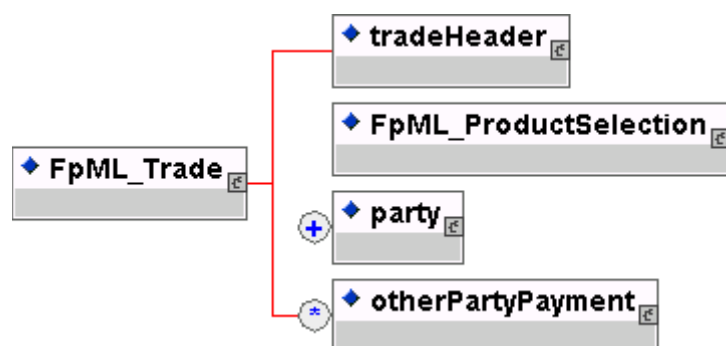 tradeHeader
FpML_ProductSelection
FpML_Trade
+ party
* otherPartyPayment